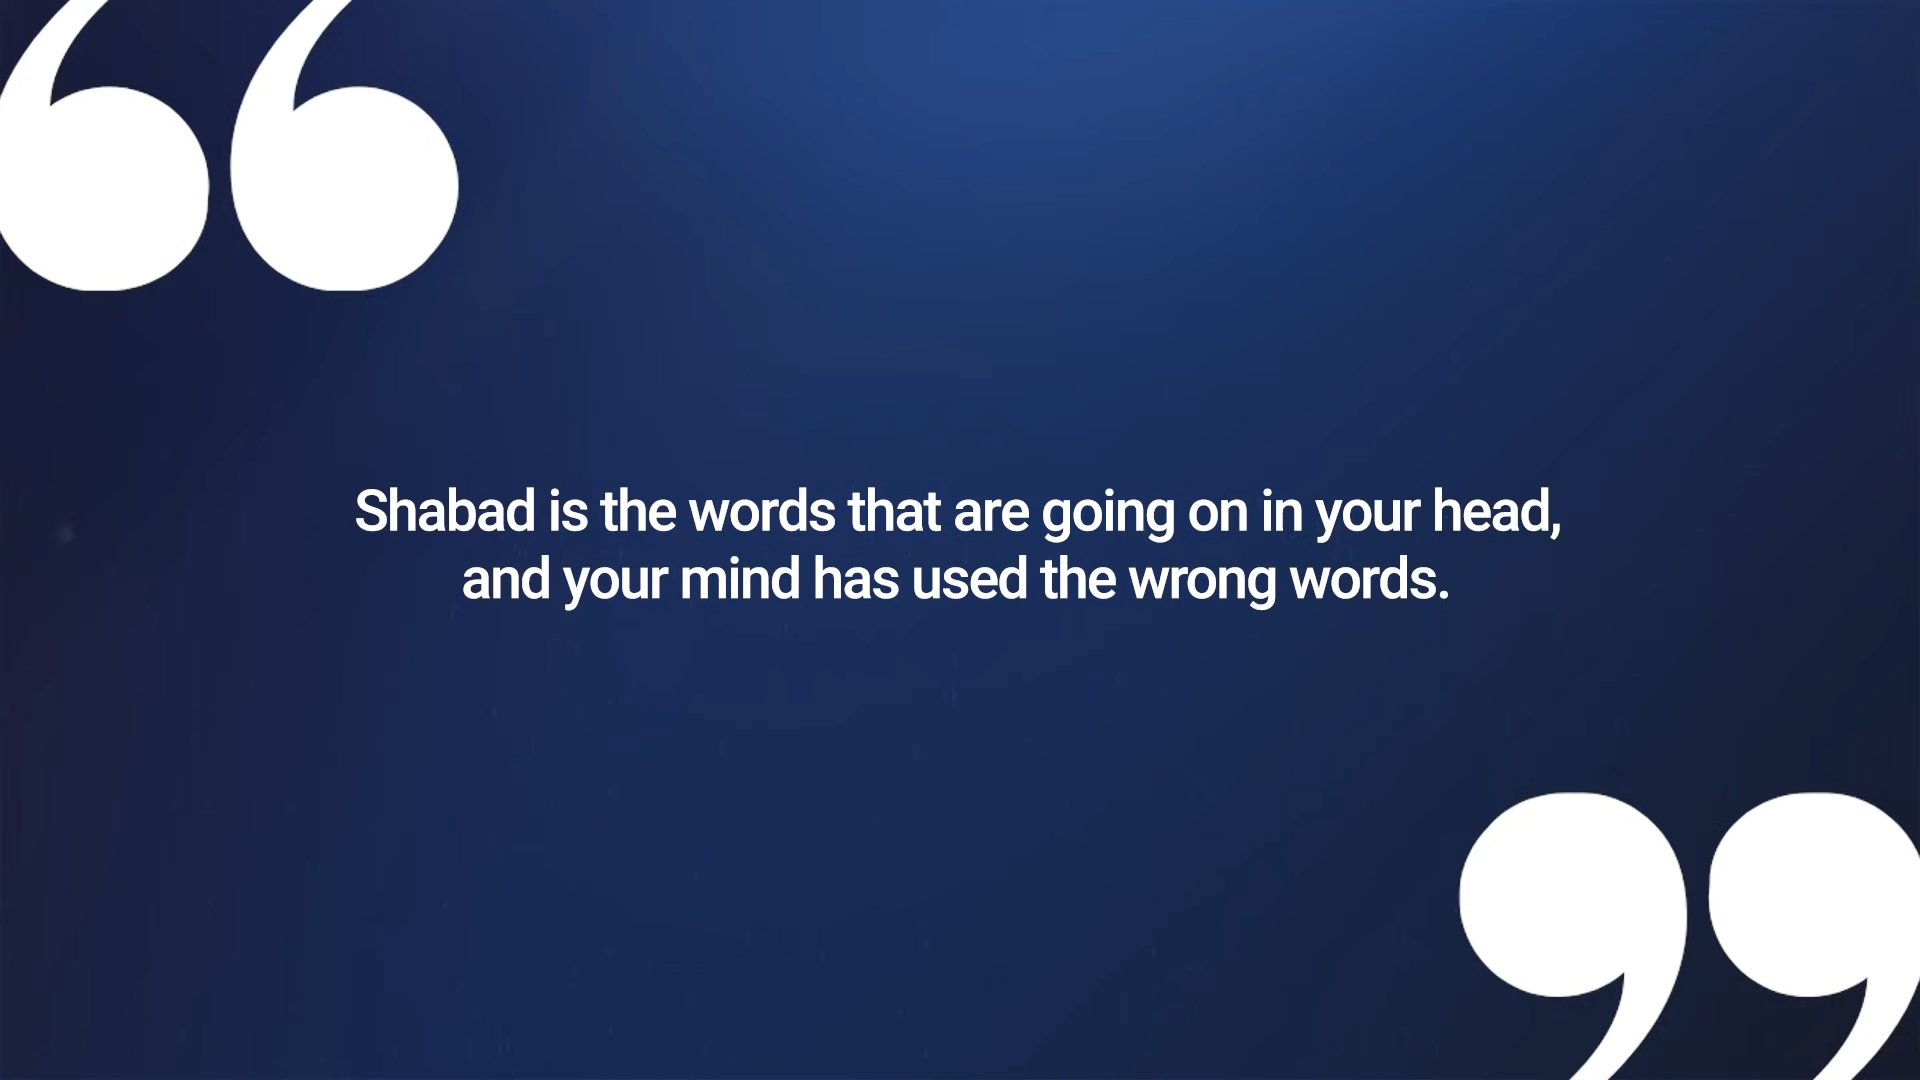 Shabad is the words that are going on in your head,
and your mind has used the wrong words.